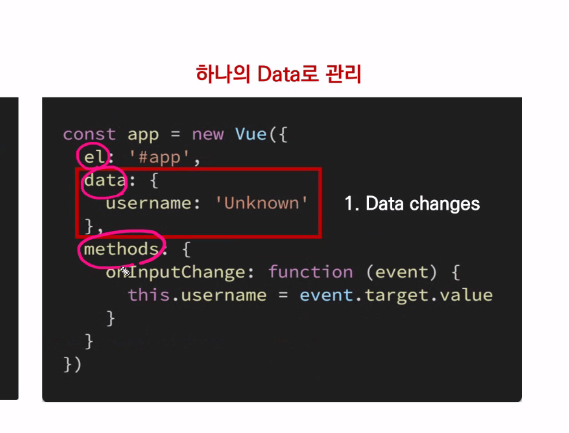 하나의 Data로 관리
const app = new Vue({
el: '#app',
data: {
username: 'Unknown'
},
1. Data changes
methods: {
onInputChange: function (event) {
this.username = event.target.value
}
}
})